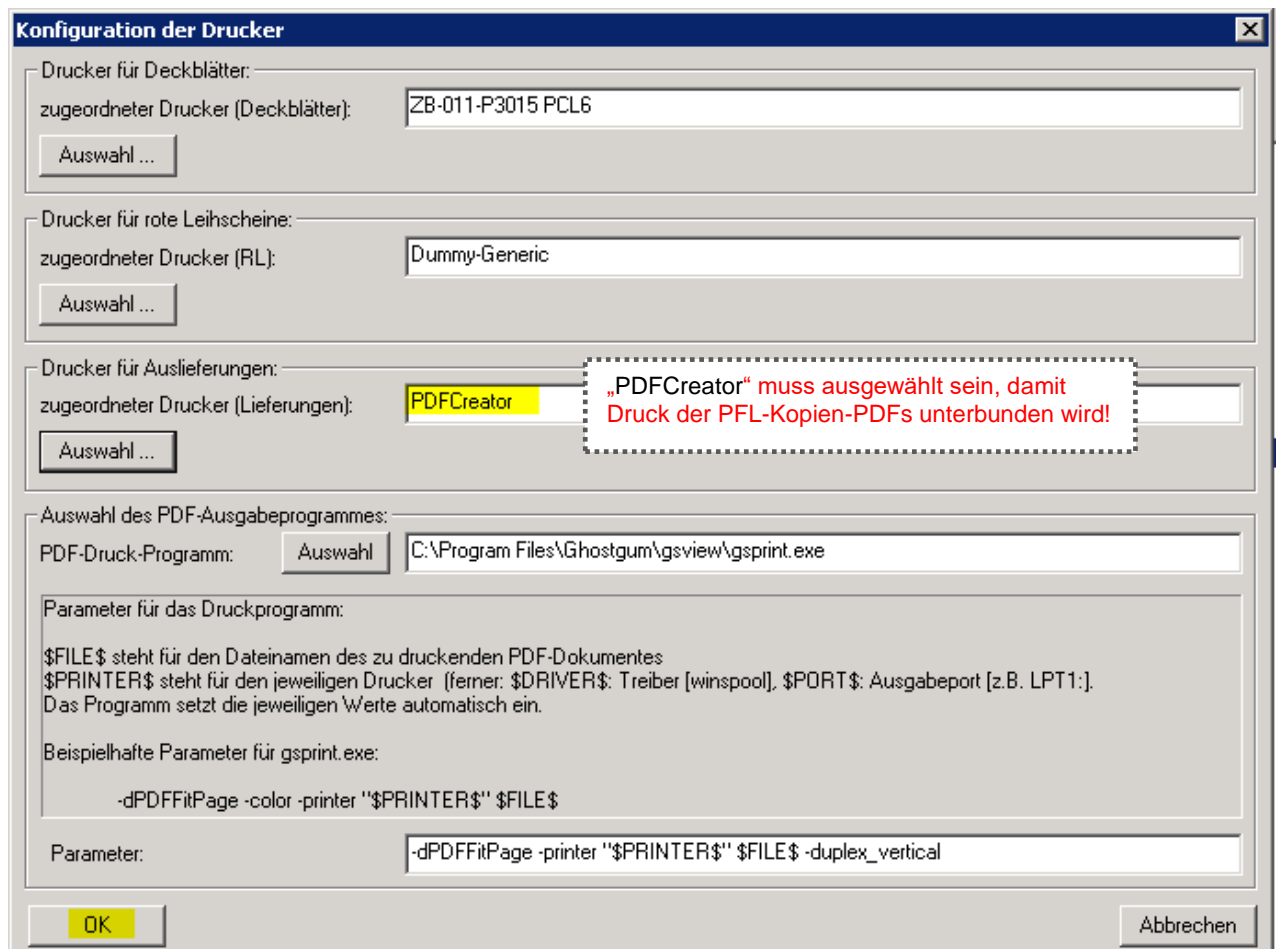 Konfiguration der Drucker
Drucker für Deckblätter:
zugeordneter Drucker (Deckblätter):
ZB-011-P3015 PCL6
Auswahl ...
Drucker für rote Leihscheine:
zugeordneter Drucker (RL):
Dummy-Generic
Auswahl ...
Drucker für Auslieferungen:
zugeordneter Drucker (Lieferungen):
PDFCreator
„PDFCreator“ muss ausgewählt sein, damit
Druck der PFL-Kopien-PDFs unterbunden wird!
Auswahl ...
Auswahl des PDF-Ausgabeprogrammes:
PDF-Druck-Programm:
Auswahl
C:\Program Files\Ghostgum\gsview\gsprint.exe
Parameter für das Druckprogramm:
$FILE$ steht für den Dateinamen des zu druckenden PDF-Dokumentes
$PRINTER$ steht für den jeweiligen Drucker (ferner: $DRIVER$: Treiber [winspool], $PORT$: Ausgabeport [z.B. LPT1:].
Das Programm setzt die jeweiligen Werte automatisch ein.
Beispielhafte Parameter für gsprint.exe:
-dPDFFitPage -color -printer "$PRINTER$" $FILE$
Parameter:
-dPDFFitPage -printer "$PRINTER$" $FILE$ -duplex_vertical
OK
Abbrechen